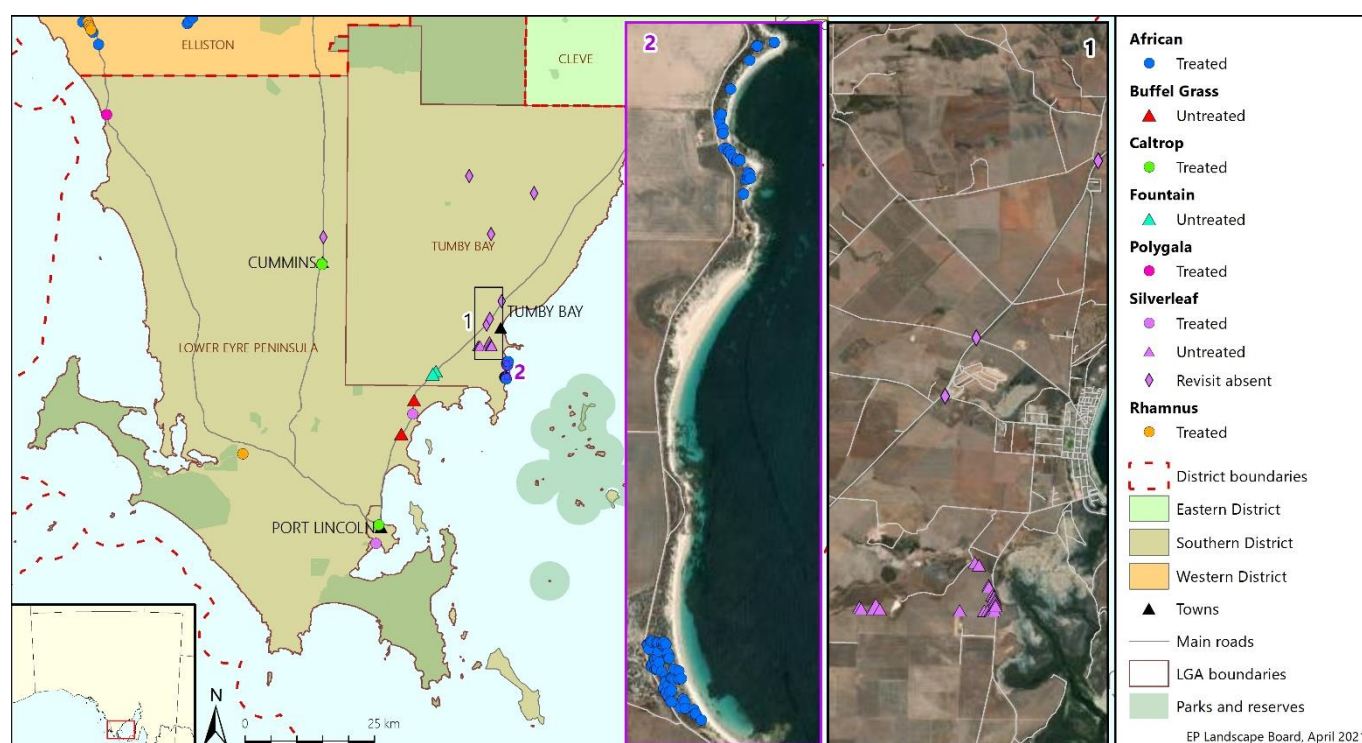 ELLISTON
CLEVE
TUMBY BAY
CUMMINS
TUMBY BAY
1
LOWER EYRE PENINSULA
2
PORT LINCOLN
N
0
25 km
2
1
African
Treated
Buffel Grass
Untreated
Caltrop
Treated
Fountain
Untreated
Polygala
Treated
Silverleaf
Treated
Untreated
Revisit absent
Rhamnus
Treated
District boundaries
Eastern District
Southern District
Western District
Towns
Main roads
LGA boundaries
Parks and reserves
EP Landscape Board, April 2021